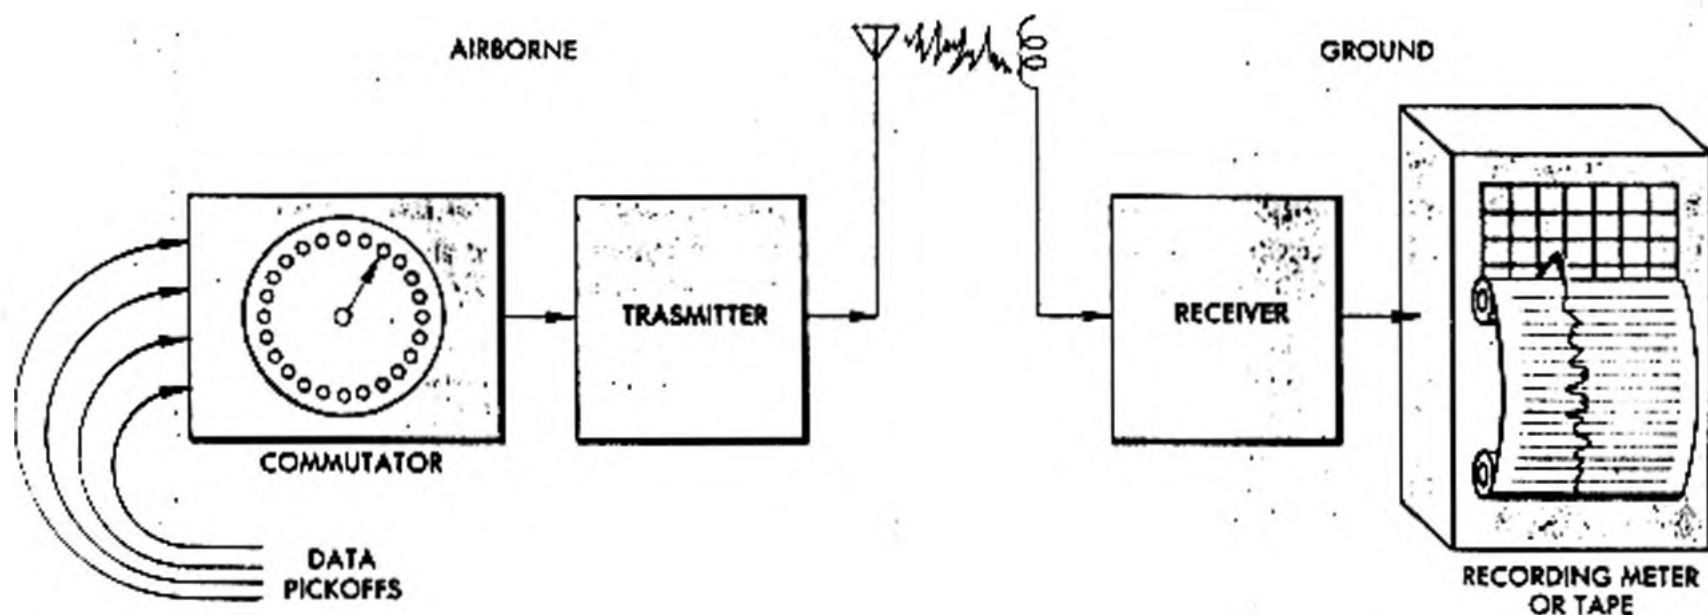 AIRBORNE
GROUND
TRASMITTER
RECEIVER
COMMUTATOR
DATA
PICKOFFS
RECORDING METER
OR TAPE